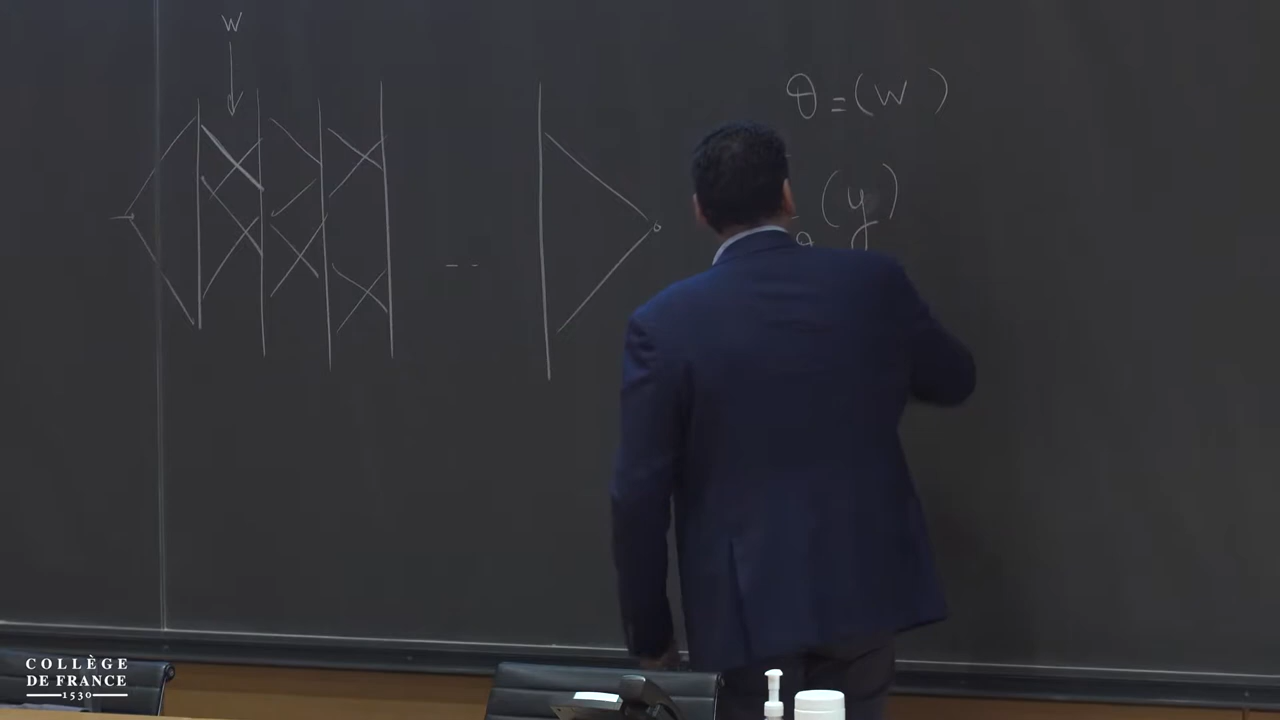 W
θ = (W )
(y)
θ
COLLÈGE
DE FRANCE
1530